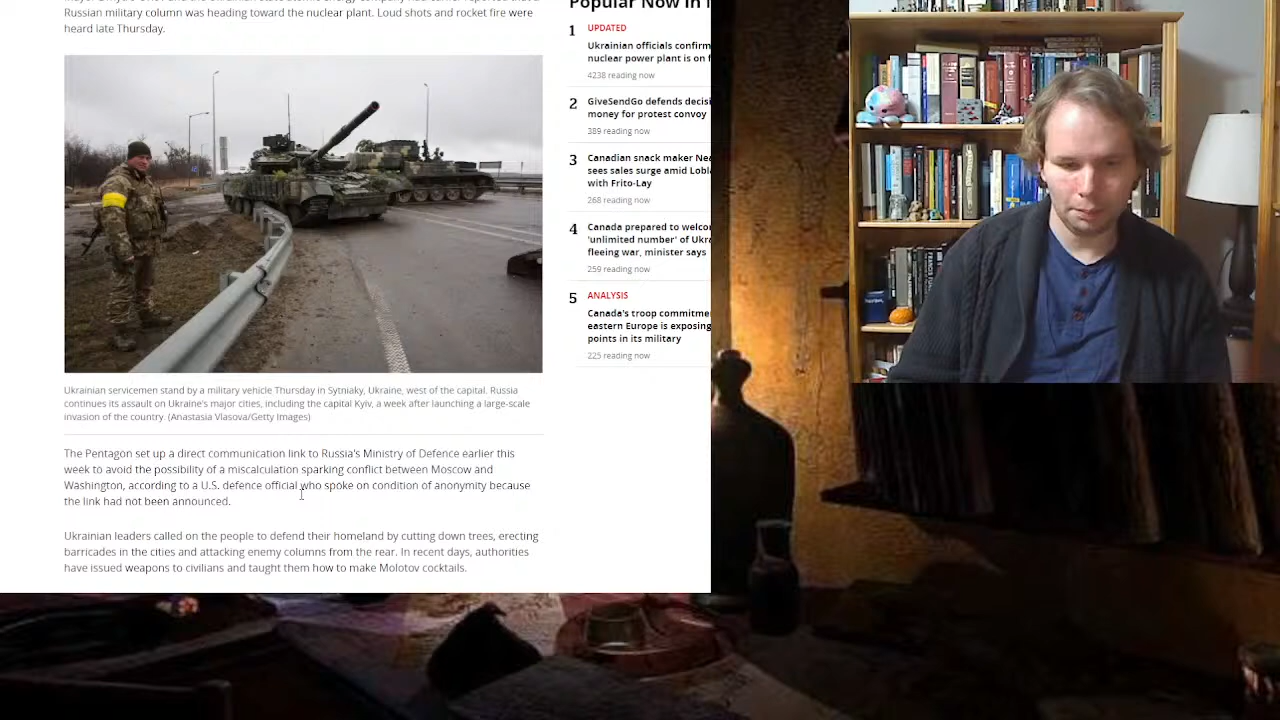 Russian military column was heading toward the nuclear plant. Loud shots and rocket fire were
heard late Thursday.
Ukrainian servicemen stand by a military vehicle Thursday in Sytniaky, Ukraine, west of the capital. Russia
continues its assault on Ukraine's major cities, including the capital Kyiv, a week after launching a large-scale
invasion of the country. (Anastasia Vlasova/Getty Images)
The Pentagon set up a direct communication link to Russia's Ministry of Defence earlier this
week to avoid the possibility of a miscalculation sparking conflict between Moscow and
Washington, according to a U.S. defence official who spoke on condition of anonymity because
the link had not been announced.
Ukrainian leaders called on the people to defend their homeland by cutting down trees, erecting
barricades in the cities and attacking enemy columns from the rear. In recent days, authorities
have issued weapons to civilians and taught them how to make Molotov cocktails.
Popular Now in
1 UPDATED
Ukrainian officials confirm
nuclear power plant is on f
4238 reading now
2 GiveSendGo defends decisi
money for protest convoy
389 reading now
3 Canadian snack maker Nea
sees sales surge amid Lobla
with Frito-Lay
268 reading now
4 Canada prepared to welcon
'unlimited number' of Ukra
fleeing war, minister says
259 reading now
5 ANALYSIS
Canada's troop commitme
eastern Europe is exposing
points in its military
225 reading now